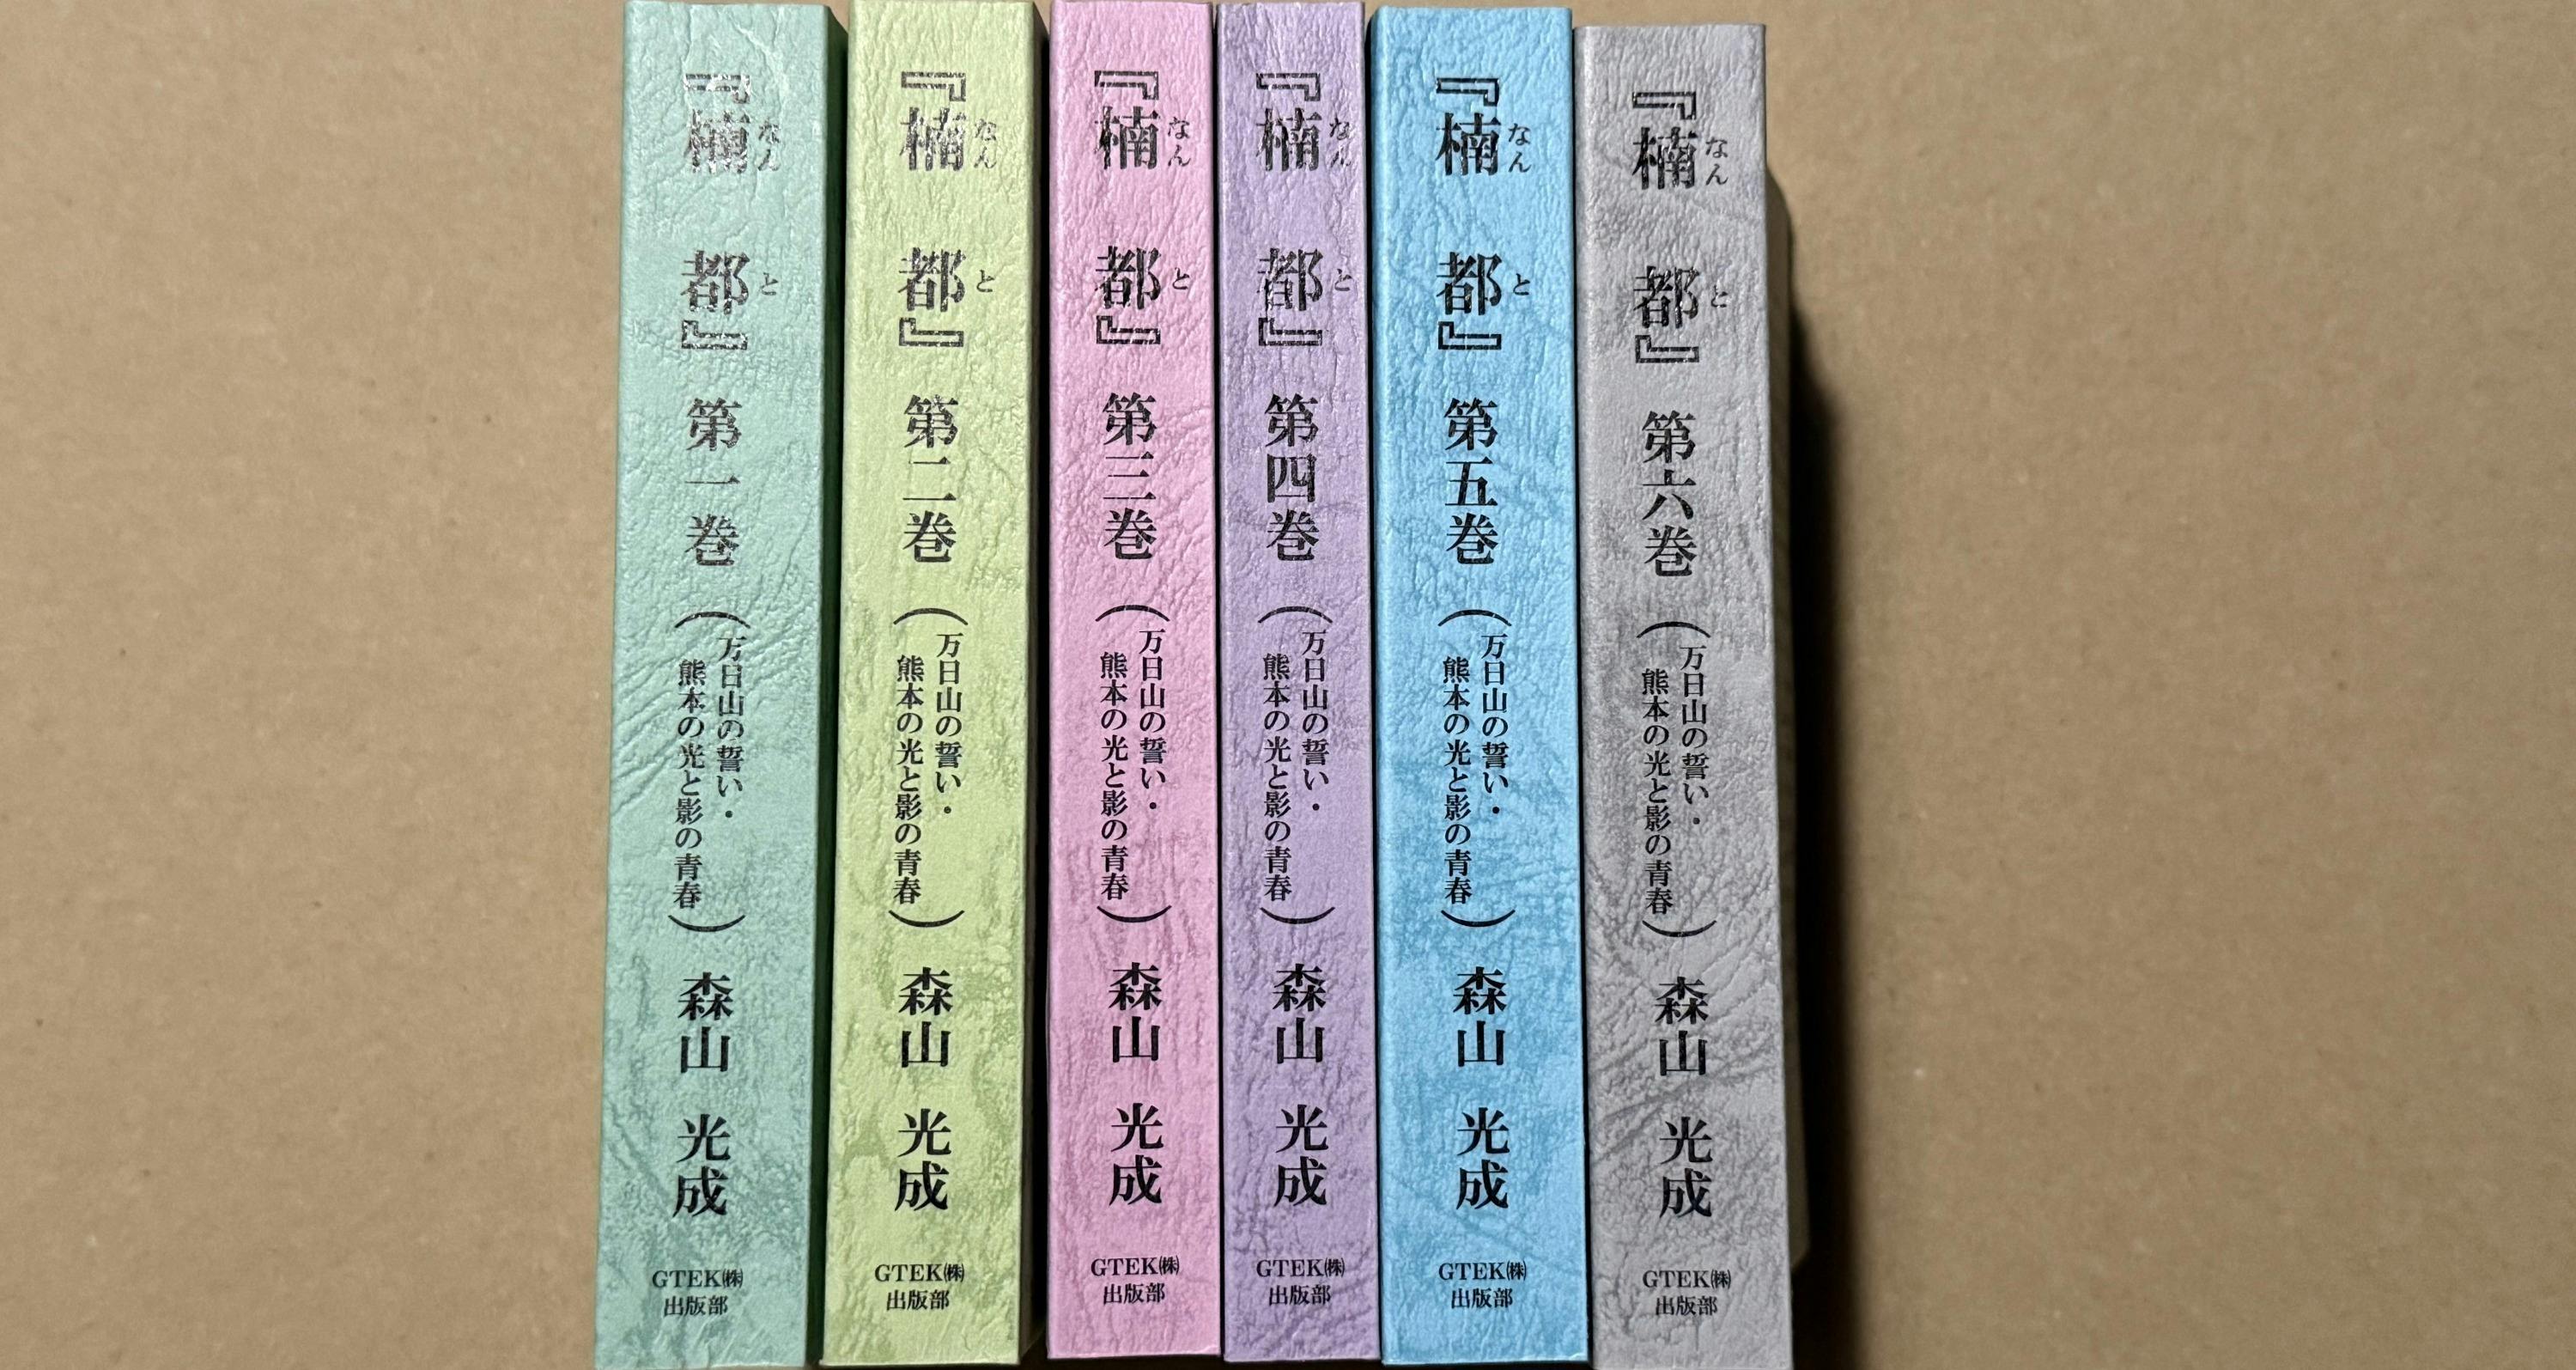 『楠 都』 第一巻
なん と
(万日山の誓い・
熊本の光と影の青春)
森山 光成
GTEK㈱
出版部
『楠 都』 第二巻
なん と
(万日山の誓い・
熊本の光と影の青春)
森山 光成
GTEK㈱
出版部
『楠 都』 第三巻
なん と
(万日山の誓い・
熊本の光と影の青春)
森山 光成
GTEK㈱
出版部
『楠 都』 第四巻
なん と
(万日山の誓い・
熊本の光と影の青春)
森山 光成
GTEK㈱
出版部
『楠 都』 第五巻
なん と
(万日山の誓い・
熊本の光と影の青春)
森山 光成
GTEK㈱
出版部
『楠 都』 第六巻
なん と
(万日山の誓い・
熊本の光と影の青春)
森山 光成
GTEK㈱
出版部